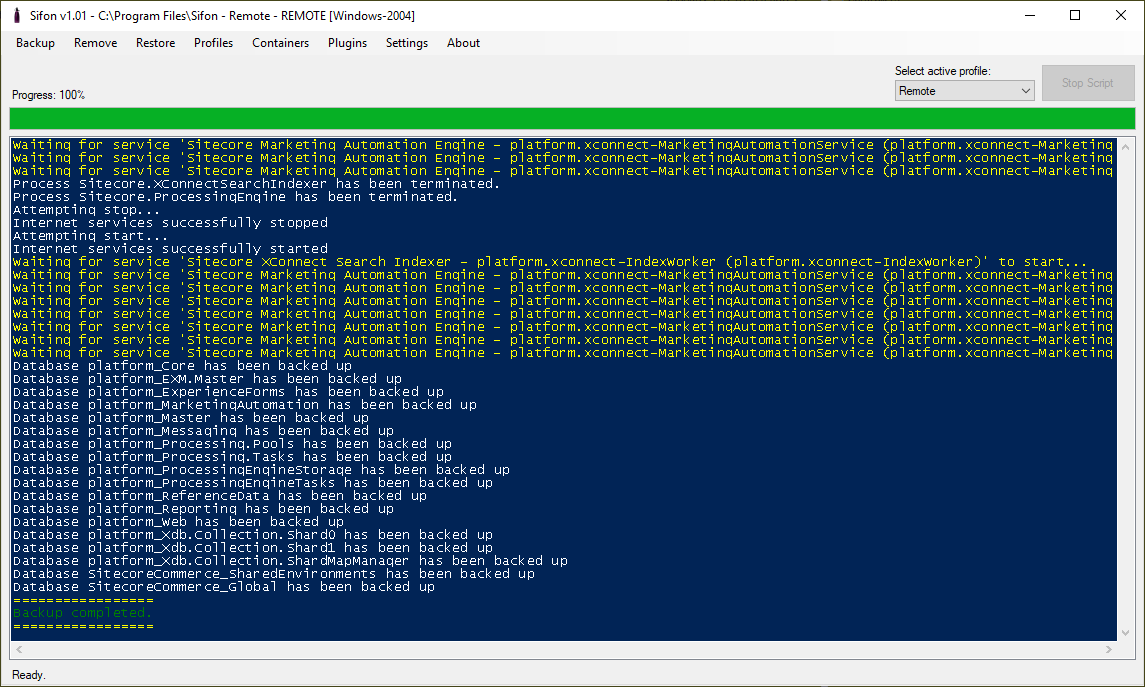 Sifon v1.01 - C:\Program Files\Sifon - Remote - REMOTE [Windows-2004]
Backup Remove Restore Profiles Containers Plugins Settings About
Select active profile:
Progress: 100%
Remote
Stop Script
Waiting for service 'Sitecore Marketing Automation Engine - platform.xconnect-MarketingAutomationService (platform.xconnect-Marketing
Waiting for service 'Sitecore Marketing Automation Engine - platform.xconnect-MarketingAutomationService (platform.xconnect-Marketing
Waiting for service 'Sitecore Marketing Automation Engine - platform.xconnect-MarketingAutomationService (platform.xconnect-Marketing
Process Sitecore.XConnectSearchIndexer has been terminated.
Process Sitecore.ProcessingEngine has been terminated.
Attempting stop...
Internet services successfully stopped
Attempting start...
Internet services successfully started
Waiting for service 'Sitecore XConnect Search Indexer - platform.xconnect-IndexWorker (platform.xconnect-IndexWorker)' to start...
Waiting for service 'Sitecore Marketing Automation Engine - platform.xconnect-MarketingAutomationService (platform.xconnect-Marketing
Waiting for service 'Sitecore Marketing Automation Engine - platform.xconnect-MarketingAutomationService (platform.xconnect-Marketing
Waiting for service 'Sitecore Marketing Automation Engine - platform.xconnect-MarketingAutomationService (platform.xconnect-Marketing
Waiting for service 'Sitecore Marketing Automation Engine - platform.xconnect-MarketingAutomationService (platform.xconnect-Marketing
Waiting for service 'Sitecore Marketing Automation Engine - platform.xconnect-MarketingAutomationService (platform.xconnect-Marketing
Waiting for service 'Sitecore Marketing Automation Engine - platform.xconnect-MarketingAutomationService (platform.xconnect-Marketing
Waiting for service 'Sitecore Marketing Automation Engine - platform.xconnect-MarketingAutomationService (platform.xconnect-Marketing
Database platform_Core has been backed up
Database platform_EXM.Master has been backed up
Database platform_ExperienceForms has been backed up
Database platform_MarketingAutomation has been backed up
Database platform_Master has been backed up
Database platform_Messaging has been backed up
Database platform_Processing.Pools has been backed up
Database platform_Processing.Tasks has been backed up
Database platform_ProcessingEngineStorage has been backed up
Database platform_ProcessingEngineTasks has been backed up
Database platform_ReferenceData has been backed up
Database platform_Reporting has been backed up
Database platform_Web has been backed up
Database platform_Xdb.Collection.Shard0 has been backed up
Database platform_Xdb.Collection.Shard1 has been backed up
Database platform_Xdb.Collection.ShardMapManager has been backed up
Database SitecoreCommerce_SharedEnvironments has been backed up
Database SitecoreCommerce_Global has been backed up
=================
Backup completed.
=================
Ready.